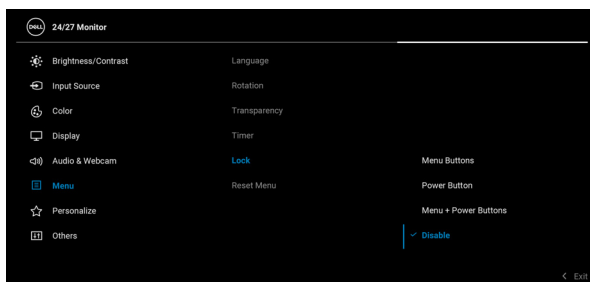 DELL 24/27 Monitor
Brightness/Contrast Language
Input Source Rotation
Color Transparency
Display Timer
Audio & Webcam Lock Menu Buttons
Menu Reset Menu Power Button
Personalize Menu + Power Buttons
Others Disable
Exit